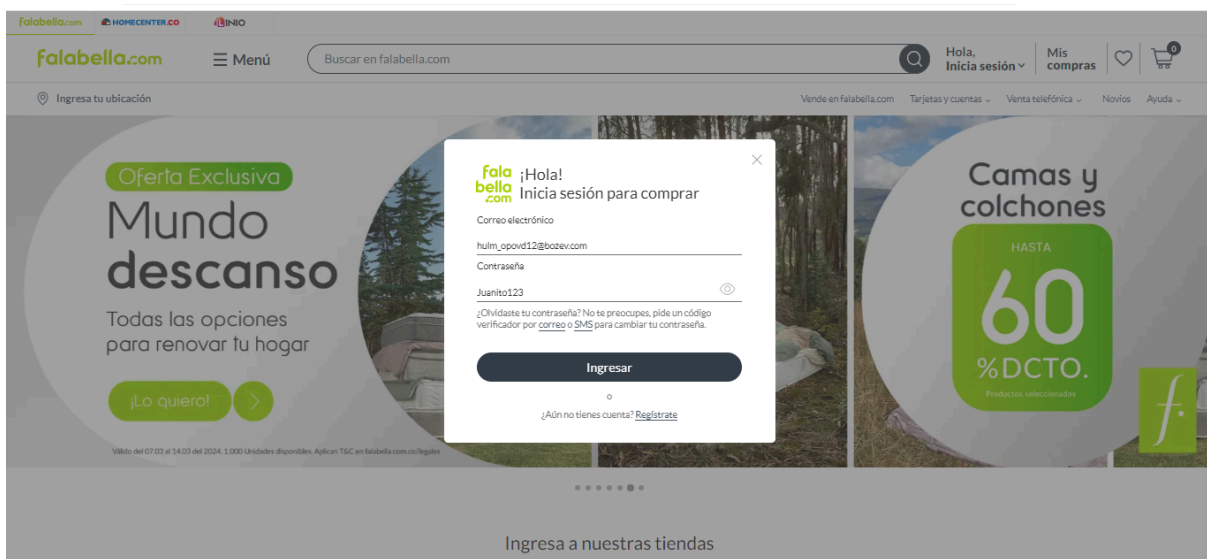 falabella.com HOMECENTER.CO LINIO
falabella.com Menú Buscar en falabella.com Hola, Mis 0
Inicia sesión compras
Ingresa tu ubicación Vende en falabella.com Tarjetas y cuentas Venta telefónica Novios Ayuda
Oferta Exclusiva
Mundo
descanso
Todas las opciones
para renovar tu hogar
¡Lo quiero!
Válido del 07.03 al 14.03 del 2024. 1.000 Unidades disponibles. Aplican T&C en falabella.com.co/legales
fala
bella
.com
¡Hola!
Inicia sesión para comprar
Correo electrónico
hulm_opovd12@bozev.com
Contraseña
Juanito123
¿Olvidaste tu contraseña? No te preocupes, pide un código
verificador por correo o SMS para cambiar tu contraseña.
Ingresar
o
¿Aún no tienes cuenta? Regístrate
Camas y
colchones
HASTA
60
%DCTO.
Productos seleccionados
f.
Ingresa a nuestras tiendas